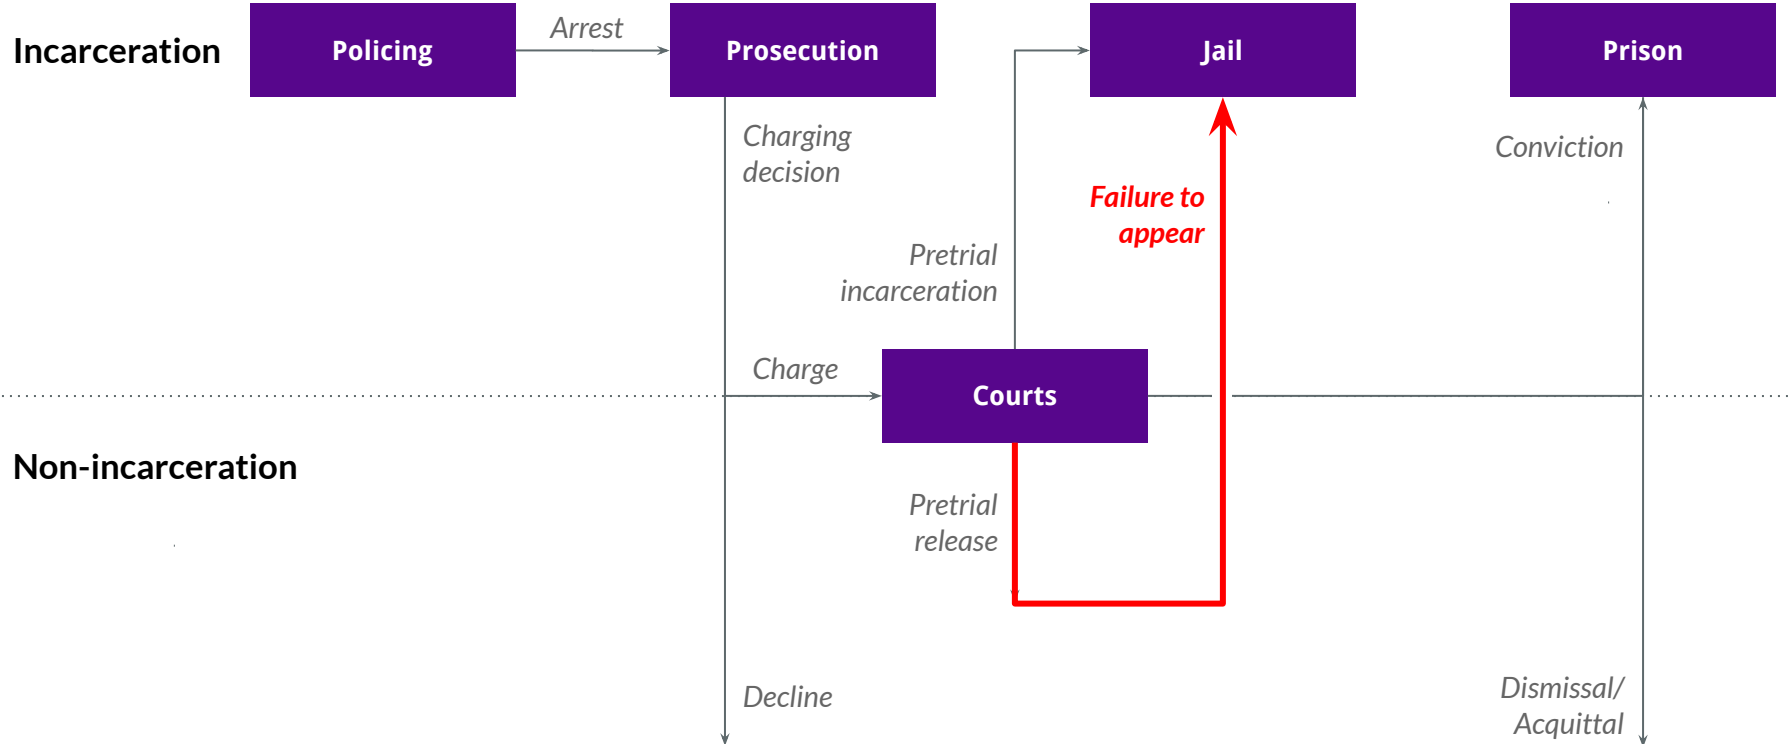 Incarceration
Policing
Arrest
Prosecution
Jail
Prison
Charging
decision
Conviction
Failure to
appear
Pretrial
incarceration
Charge
Courts
Non-incarceration
Pretrial
release
Decline
Dismissal/
Acquittal